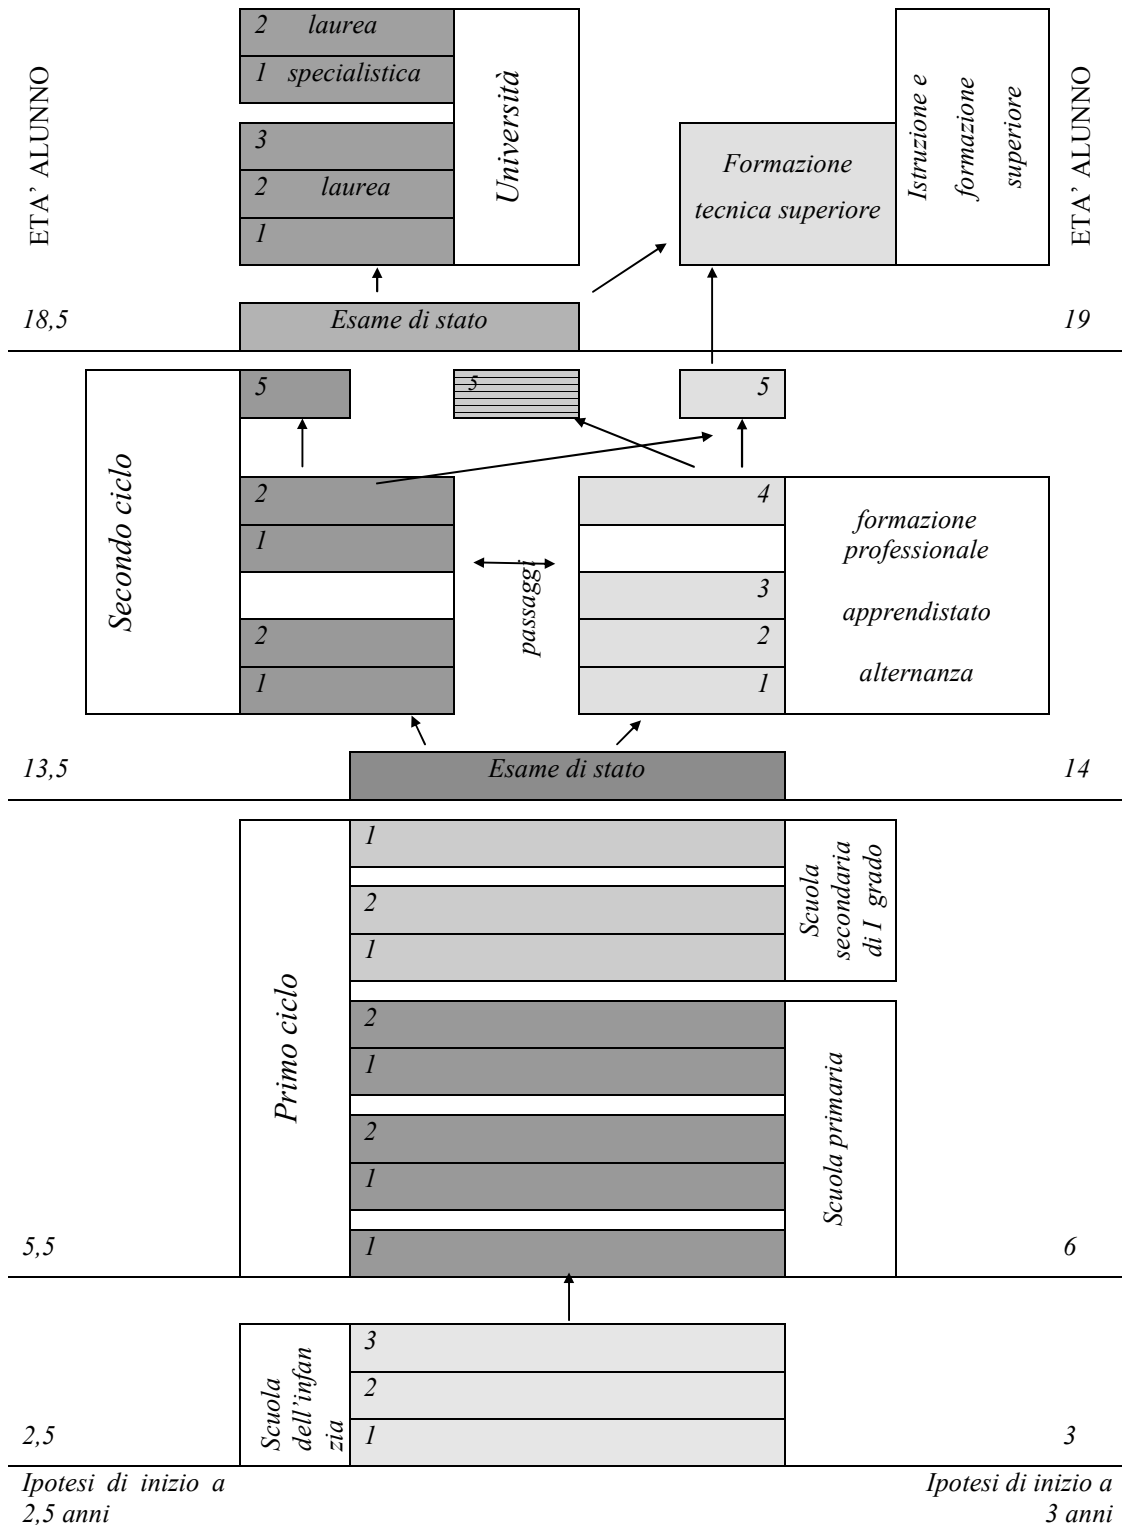 ETA' ALUNNO
2 laurea
1 specialistica
3
2 laurea
1
Università
Formazione
tecnica superiore
Istruzione e
formazione
superiore
ETA' ALUNNO
18,5
Esame di stato
19
Secondo ciclo
5
5
5
2
1
2
1
passaggi
4
3
2
1
formazione
professionale
apprendistato
alternanza
13,5
Esame di stato
14
Primo ciclo
1
2
1
Scuola
secondaria
di I grado
2
1
2
1
1
Scuola primaria
5,5
6
Scuola
dell'infan
zia
3
2
1
2,5
3
Ipotesi di inizio a
2,5 anni
Ipotesi di inizio a
3 anni